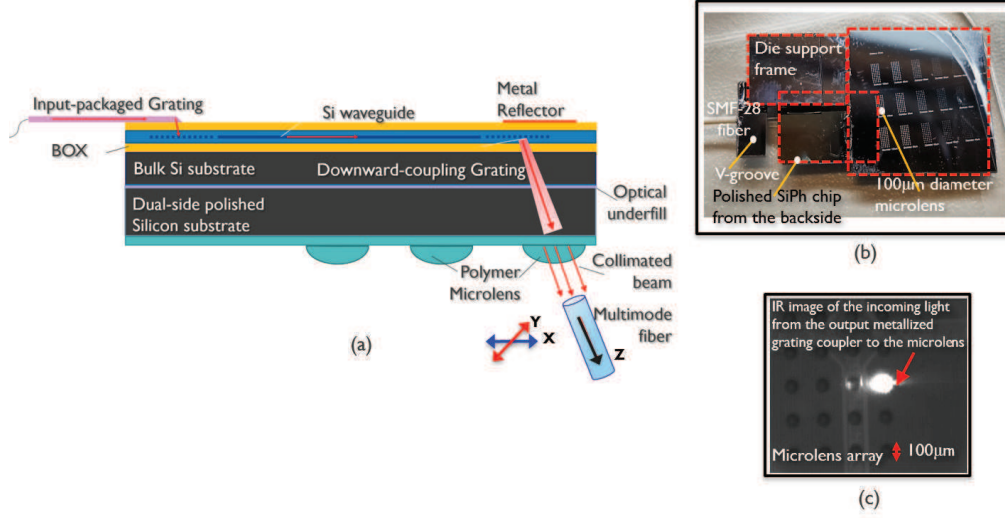 Input-packaged Grating
Si waveguide
Metal
Reflector
BOX
Bulk Si substrate
Downward-coupling Grating
Optical
underfill
Dual-side polished
Silicon substrate
Polymer
Microlens
Collimated
beam
Multimode
fiber
Y
X
Z
(a)
Die support
frame
SMF-28
fiber
V-groove
Polished SiPh chip
from the backside
100μm diameter
microlens
(b)
IR image of the incoming light
from the output metallized
grating coupler to the microlens
Microlens array
100μm
(c)